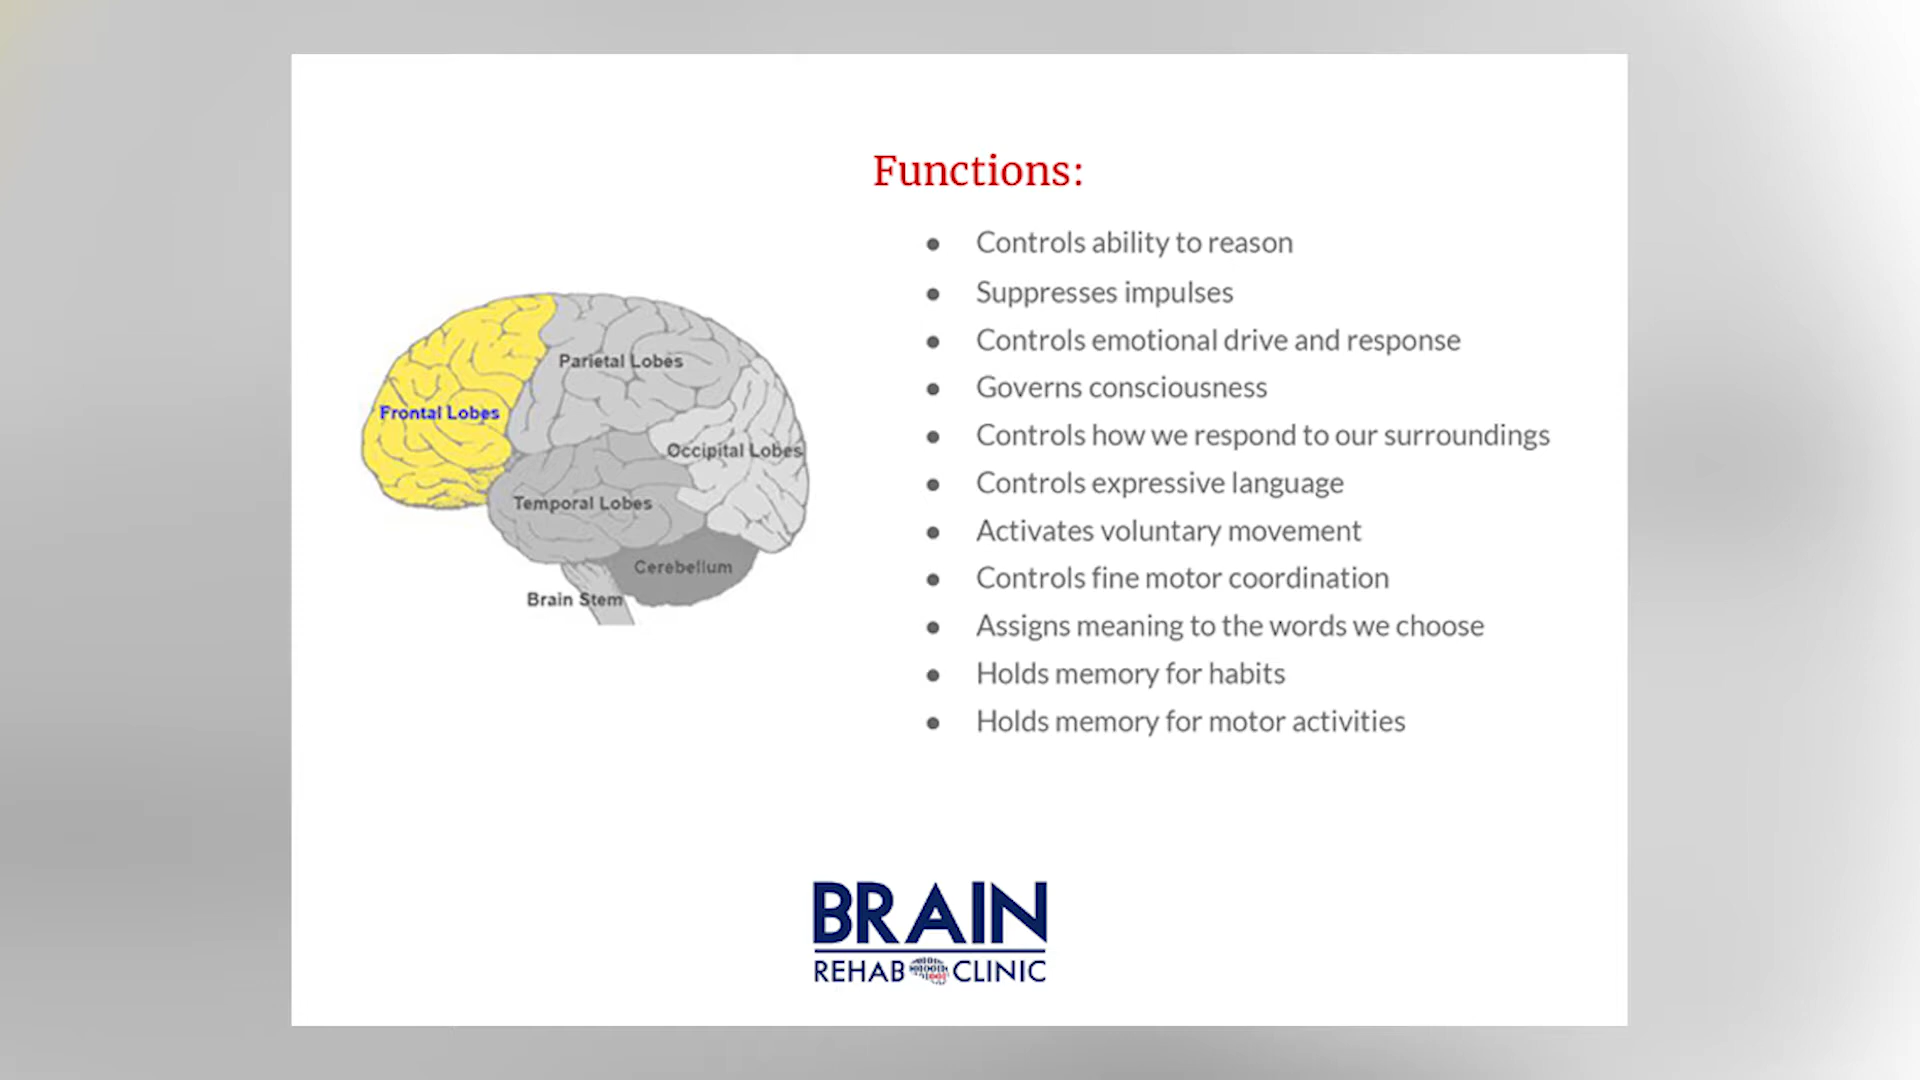 Functions:
Controls ability to reason
Suppresses impulses
Controls emotional drive and response
Governs consciousness
Controls how we respond to our surroundings
Controls expressive language
Activates voluntary movement
Controls fine motor coordination
Assigns meaning to the words we choose
Holds memory for habits
Holds memory for motor activities
Parietal Lobes
Frontal Lobes
Occipital Lobes
Temporal Lobes
Cerebellum
Brain Stem
BRAIN
REHAB CLINIC